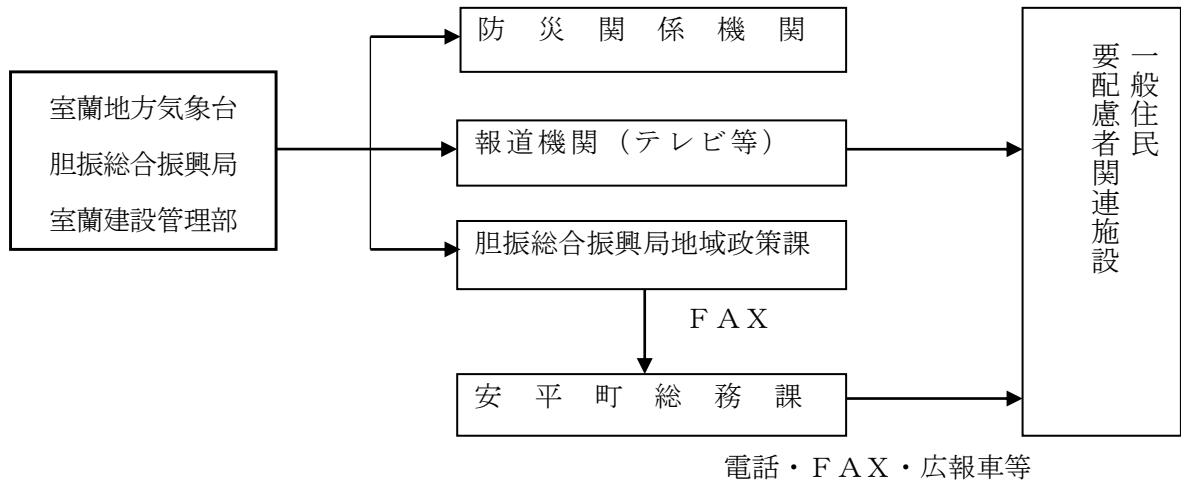 防災関係機関
室蘭地方気象台
胆振総合振興局
室蘭建設管理部
報道機関（テレビ等）
胆振総合振興局地域政策課
ＦＡＸ
安平町総務課
電話・ＦＡＸ・広報車等
一般住民
要配慮者関連施設